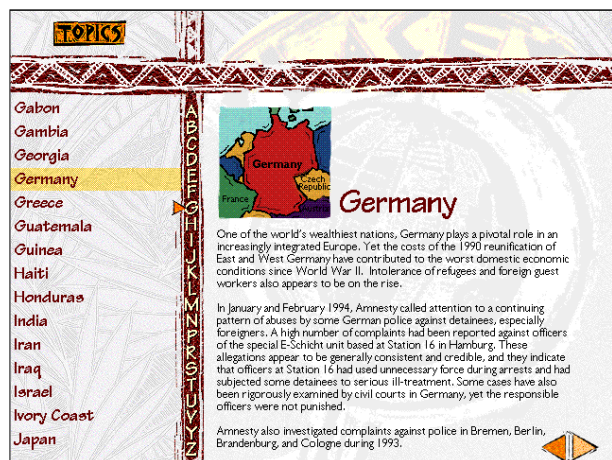 TOPICS
Gabon
Gambia
Georgia
Germany
Greece
Guatemala
Guinea
Haiti
Honduras
India
Iran
Iraq
Israel
Ivory Coast
Japan
A
B
C
D
E
F
G
H
I
J
K
L
M
N
P
R
S
T
U
V
Y
Z
Germany
Czech
Republic
France
Austria
Germany
One of the world's wealthiest nations, Germany plays a pivotal role in an
increasingly integrated Europe. Yet the costs of the 1990 reunification of
East and West Germany have contributed to the worst domestic economic
conditions since World War II. Intolerance of refugees and foreign guest
workers also appears to be on the rise.
In January and February 1994, Amnesty called attention to a continuing
pattern of abuses by some German police against detainees, especially
foreigners. A high number of complaints had been reported against officers
of the special E-Schicht unit based at Station 16 in Hamburg. These
allegations appear to be generally consistent and credible, and they indicate
that officers at Station 16 had used unnecessary force during arrests and had
subjected some detainees to serious ill-treatment. Some cases have also
been rigorously examined by civil courts in Germany, yet the responsible
officers were not punished.
Amnesty also investigated complaints against police in Bremen, Berlin,
Brandenburg, and Cologne during 1993.